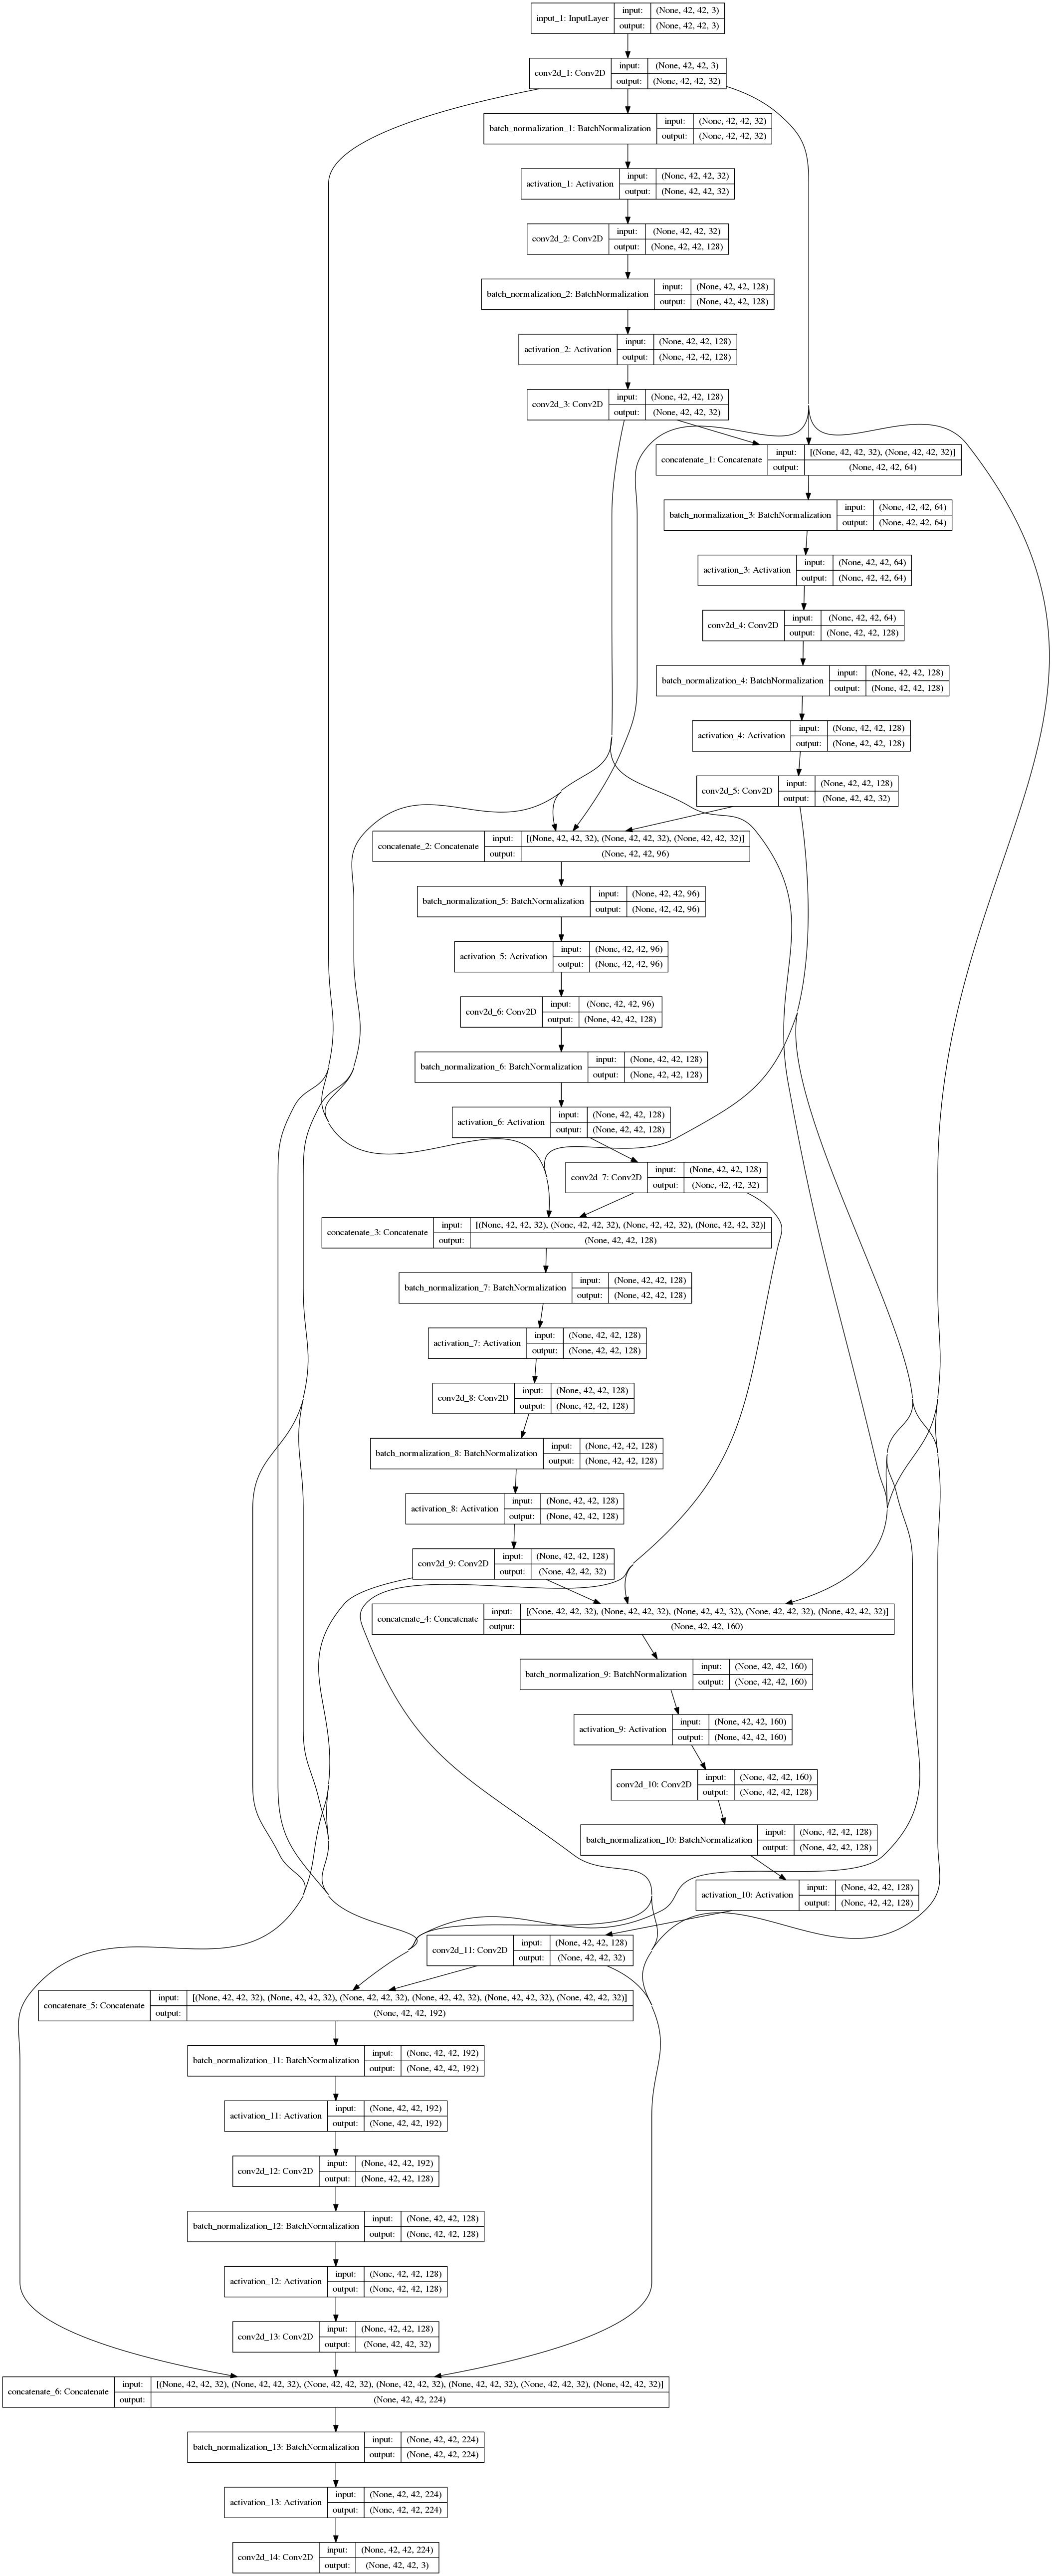 input_1: InputLayer input: (None, 42, 42, 3)
output: (None, 42, 42, 3)
conv2d_1: Conv2D input: (None, 42, 42, 3)
output: (None, 42, 42, 32)
batch_normalization_1: BatchNormalization input: (None, 42, 42, 32)
output: (None, 42, 42, 32)
activation_1: Activation input: (None, 42, 42, 32)
output: (None, 42, 42, 32)
conv2d_2: Conv2D input: (None, 42, 42, 32)
output: (None, 42, 42, 128)
batch_normalization_2: BatchNormalization input: (None, 42, 42, 128)
output: (None, 42, 42, 128)
activation_2: Activation input: (None, 42, 42, 128)
output: (None, 42, 42, 128)
conv2d_3: Conv2D input: (None, 42, 42, 128)
output: (None, 42, 42, 32)
concatenate_1: Concatenate input: [(None, 42, 42, 32), (None, 42, 42, 32)]
output: (None, 42, 42, 64)
batch_normalization_3: BatchNormalization input: (None, 42, 42, 64)
output: (None, 42, 42, 64)
activation_3: Activation input: (None, 42, 42, 64)
output: (None, 42, 42, 64)
conv2d_4: Conv2D input: (None, 42, 42, 64)
output: (None, 42, 42, 128)
batch_normalization_4: BatchNormalization input: (None, 42, 42, 128)
output: (None, 42, 42, 128)
activation_4: Activation input: (None, 42, 42, 128)
output: (None, 42, 42, 128)
conv2d_5: Conv2D input: (None, 42, 42, 128)
output: (None, 42, 42, 32)
concatenate_2: Concatenate input: [(None, 42, 42, 32), (None, 42, 42, 32), (None, 42, 42, 32)]
output: (None, 42, 42, 96)
batch_normalization_5: BatchNormalization input: (None, 42, 42, 96)
output: (None, 42, 42, 96)
activation_5: Activation input: (None, 42, 42, 96)
output: (None, 42, 42, 96)
conv2d_6: Conv2D input: (None, 42, 42, 96)
output: (None, 42, 42, 128)
batch_normalization_6: BatchNormalization input: (None, 42, 42, 128)
output: (None, 42, 42, 128)
activation_6: Activation input: (None, 42, 42, 128)
output: (None, 42, 42, 128)
conv2d_7: Conv2D input: (None, 42, 42, 128)
output: (None, 42, 42, 32)
concatenate_3: Concatenate input: [(None, 42, 42, 32), (None, 42, 42, 32), (None, 42, 42, 32), (None, 42, 42, 32)]
output: (None, 42, 42, 128)
batch_normalization_7: BatchNormalization input: (None, 42, 42, 128)
output: (None, 42, 42, 128)
activation_7: Activation input: (None, 42, 42, 128)
output: (None, 42, 42, 128)
conv2d_8: Conv2D input: (None, 42, 42, 128)
output: (None, 42, 42, 128)
batch_normalization_8: BatchNormalization input: (None, 42, 42, 128)
output: (None, 42, 42, 128)
activation_8: Activation input: (None, 42, 42, 128)
output: (None, 42, 42, 128)
conv2d_9: Conv2D input: (None, 42, 42, 128)
output: (None, 42, 42, 32)
concatenate_4: Concatenate input: [(None, 42, 42, 32), (None, 42, 42, 32), (None, 42, 42, 32), (None, 42, 42, 32), (None, 42, 42, 32)]
output: (None, 42, 42, 160)
batch_normalization_9: BatchNormalization input: (None, 42, 42, 160)
output: (None, 42, 42, 160)
activation_9: Activation input: (None, 42, 42, 160)
output: (None, 42, 42, 160)
conv2d_10: Conv2D input: (None, 42, 42, 160)
output: (None, 42, 42, 128)
batch_normalization_10: BatchNormalization input: (None, 42, 42, 128)
output: (None, 42, 42, 128)
activation_10: Activation input: (None, 42, 42, 128)
output: (None, 42, 42, 128)
conv2d_11: Conv2D input: (None, 42, 42, 128)
output: (None, 42, 42, 32)
concatenate_5: Concatenate input: [(None, 42, 42, 32), (None, 42, 42, 32), (None, 42, 42, 32), (None, 42, 42, 32), (None, 42, 42, 32), (None, 42, 42, 32)]
output: (None, 42, 42, 192)
batch_normalization_11: BatchNormalization input: (None, 42, 42, 192)
output: (None, 42, 42, 192)
activation_11: Activation input: (None, 42, 42, 192)
output: (None, 42, 42, 192)
conv2d_12: Conv2D input: (None, 42, 42, 192)
output: (None, 42, 42, 128)
batch_normalization_12: BatchNormalization input: (None, 42, 42, 128)
output: (None, 42, 42, 128)
activation_12: Activation input: (None, 42, 42, 128)
output: (None, 42, 42, 128)
conv2d_13: Conv2D input: (None, 42, 42, 128)
output: (None, 42, 42, 32)
concatenate_6: Concatenate input: [(None, 42, 42, 32), (None, 42, 42, 32), (None, 42, 42, 32), (None, 42, 42, 32), (None, 42, 42, 32), (None, 42, 42, 32), (None, 42, 42, 32)]
output: (None, 42, 42, 224)
batch_normalization_13: BatchNormalization input: (None, 42, 42, 224)
output: (None, 42, 42, 224)
activation_13: Activation input: (None, 42, 42, 224)
output: (None, 42, 42, 224)
conv2d_14: Conv2D input: (None, 42, 42, 224)
output: (None, 42, 42, 3)